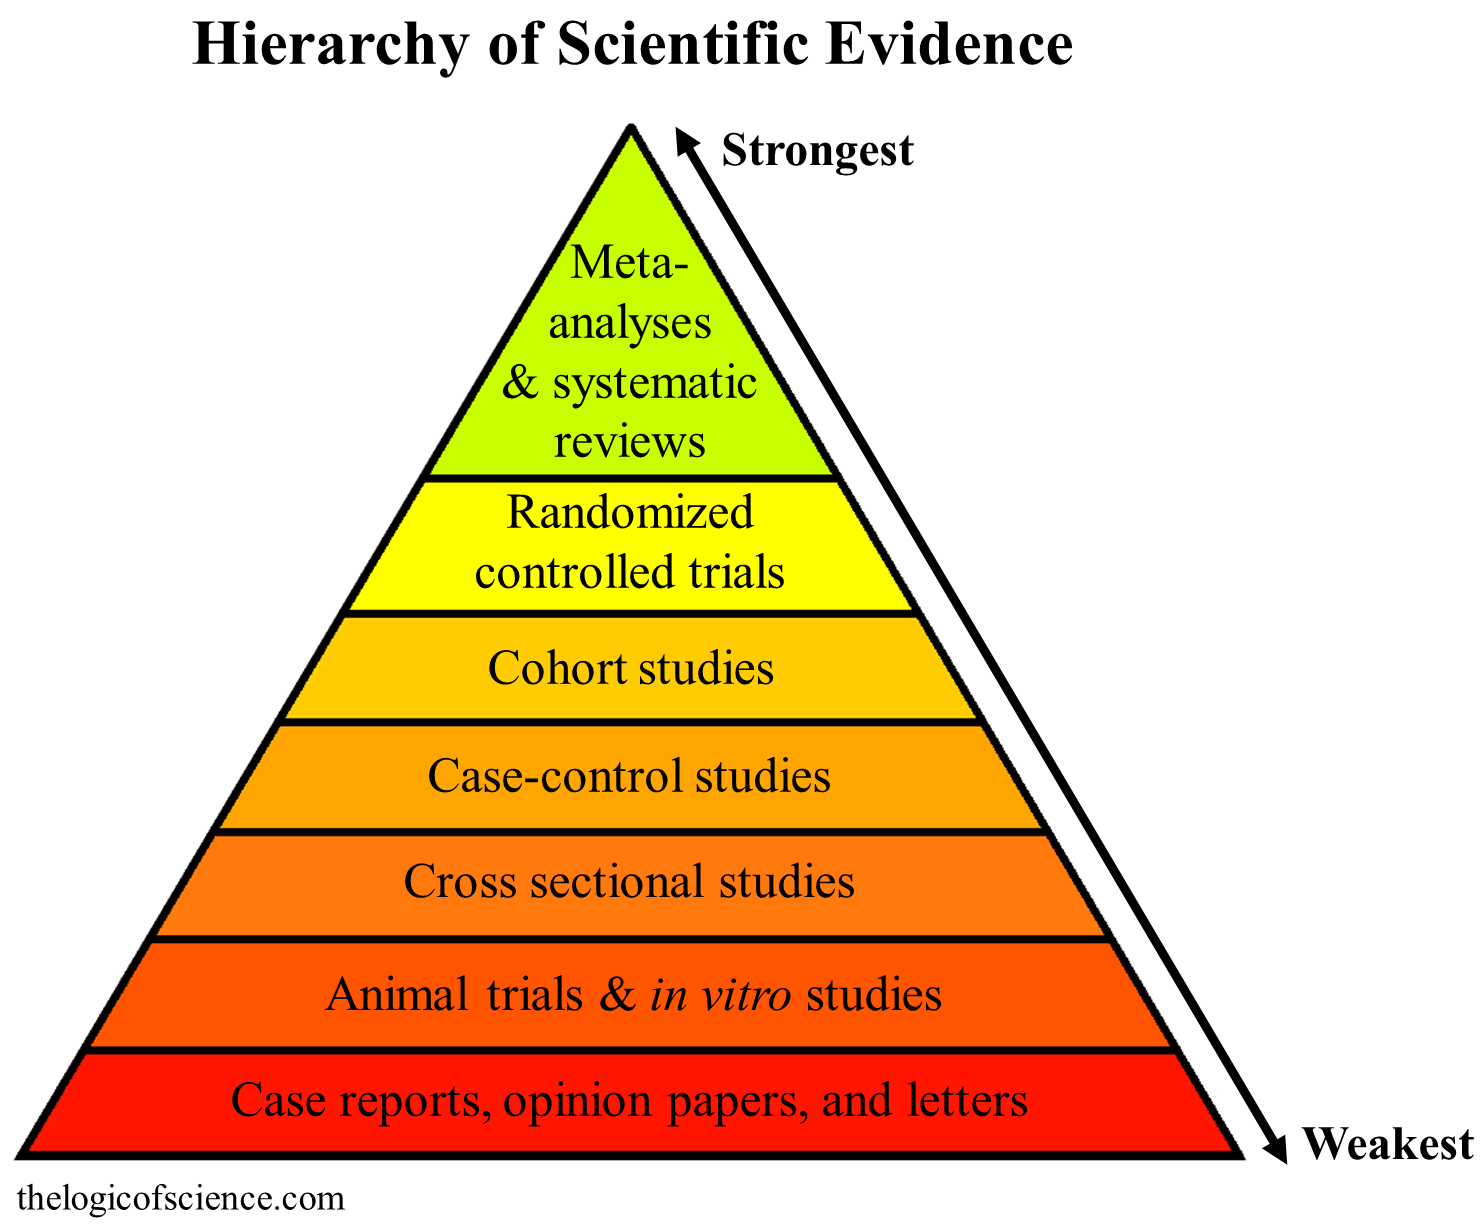 Hierarchy of Scientific Evidence
Strongest
Meta-
analyses
& systematic
reviews
Randomized
controlled trials
Cohort studies
Case-control studies
Cross sectional studies
Animal trials & in vitro studies
Case reports, opinion papers, and letters
Weakest
thelogicofscience.com